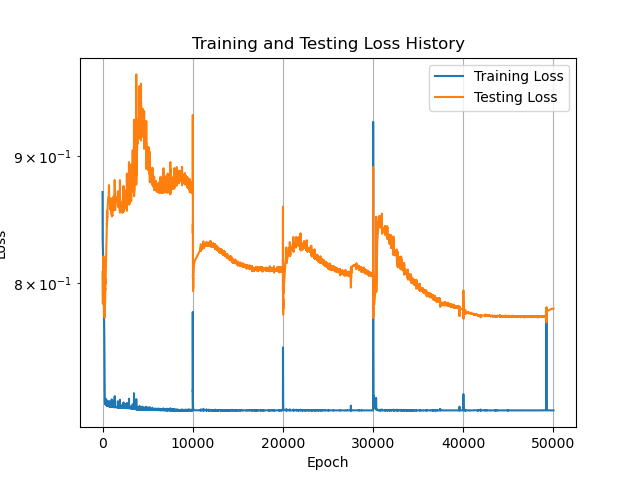 Training and Testing Loss History
Training Loss
Testing Loss
9 × 10⁻¹
8 × 10⁻¹
Loss
0 10000 20000 30000 40000 50000
Epoch